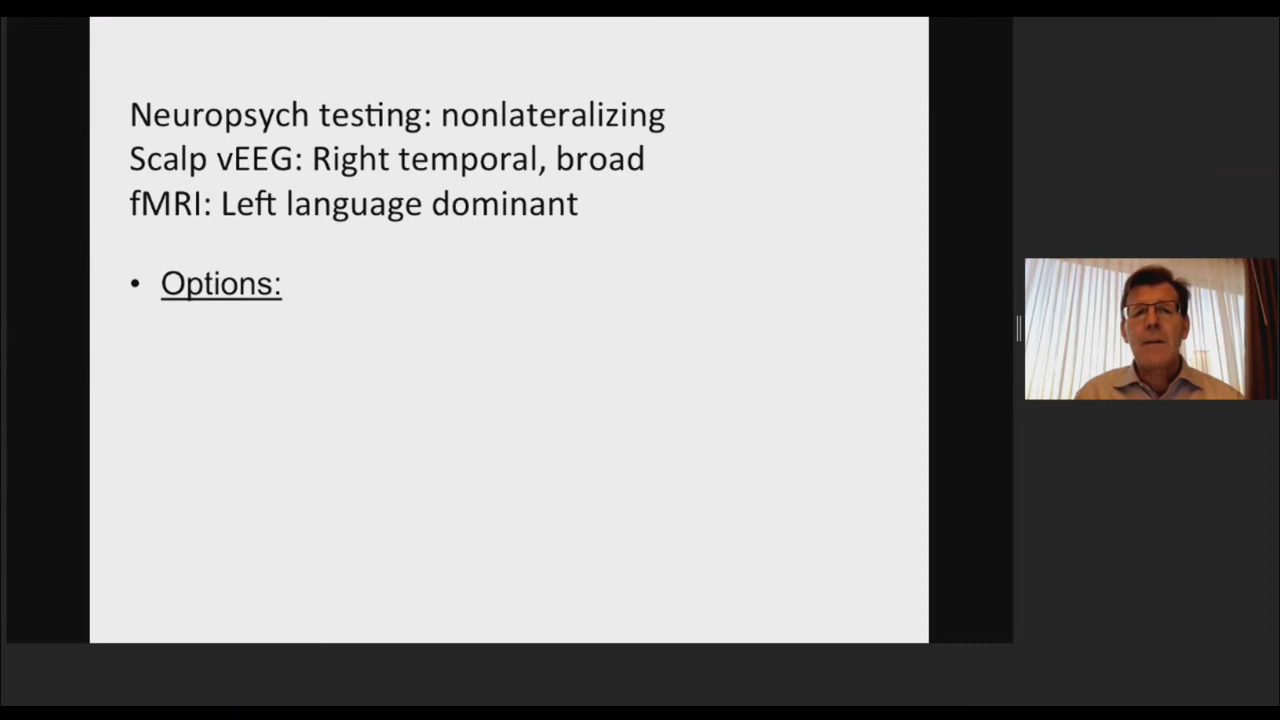 Neuropsych testing: nonlateralizing
Scalp vEEG: Right temporal, broad
fMRI: Left language dominant
• Options: